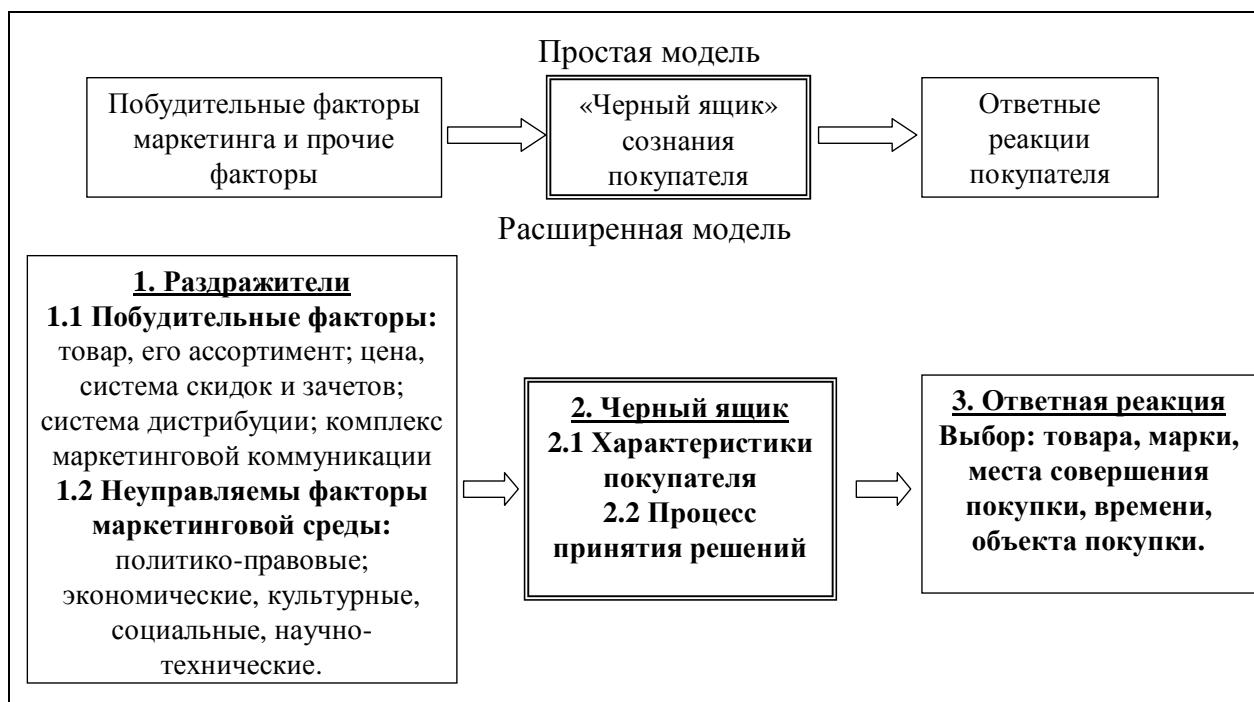 Простая модель
Побудительные факторы
маркетинга и прочие
факторы
«Черный ящик»
сознания
покупателя
Ответные
реакции
покупателя
Расширенная модель
1. Раздражители
1.1 Побудительные факторы:
товар, его ассортимент; цена,
система скидок и зачетов;
система дистрибуции; комплекс
маркетинговой коммуникации
1.2 Неуправляемы факторы
маркетинговой среды:
политико-правовые;
экономические, культурные,
социальные, научно-
технические.
2. Черный ящик
2.1 Характеристики
покупателя
2.2 Процесс
принятия решений
3. Ответная реакция
Выбор: товара, марки,
места совершения
покупки, времени,
объекта покупки.